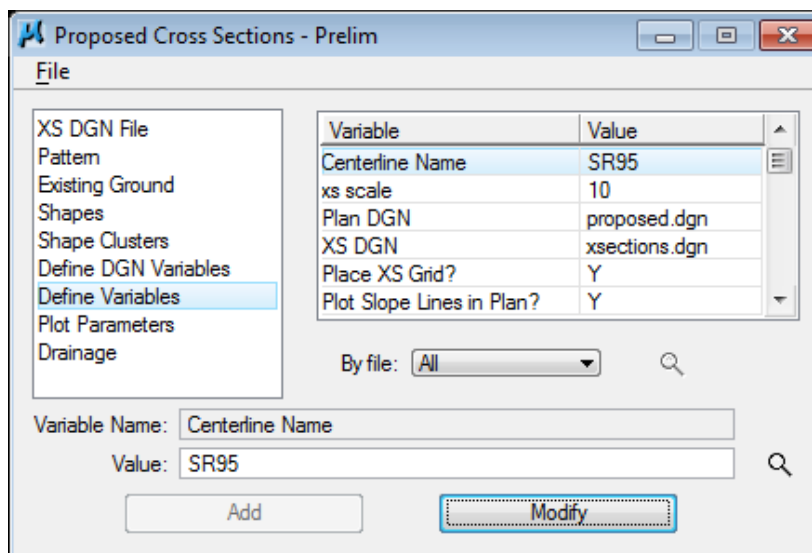 Proposed Cross Sections - Prelim
File
XS DGN File
Pattern
Existing Ground
Shapes
Shape Clusters
Define DGN Variables
Define Variables
Plot Parameters
Drainage
Variable Value
Centerline Name SR95
xs scale 10
Plan DGN proposed.dgn
XS DGN xsections.dgn
Place XS Grid? Y
Plot Slope Lines in Plan? Y
By file: All
Variable Name: Centerline Name
Value: SR95
Add Modify